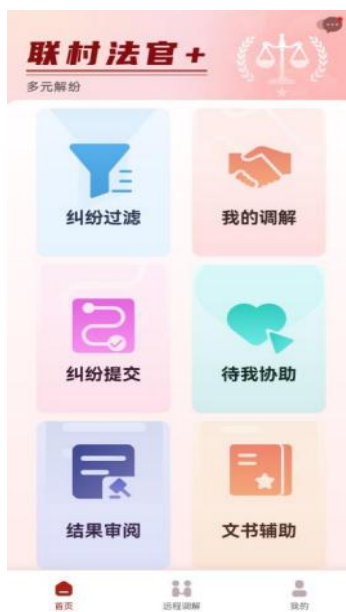 联村法官+
多元解纷
纠纷过滤
我的调解
纠纷提交
待我协助
结果审阅
文书辅助
首页
远程调解
我的